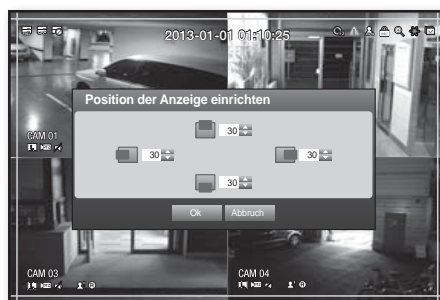 2013-01-01 01:10:25
Position der Anzeige einrichten
CAM 01
30
30
30
30
Ok Abbruch
CAM 03
CAM 04